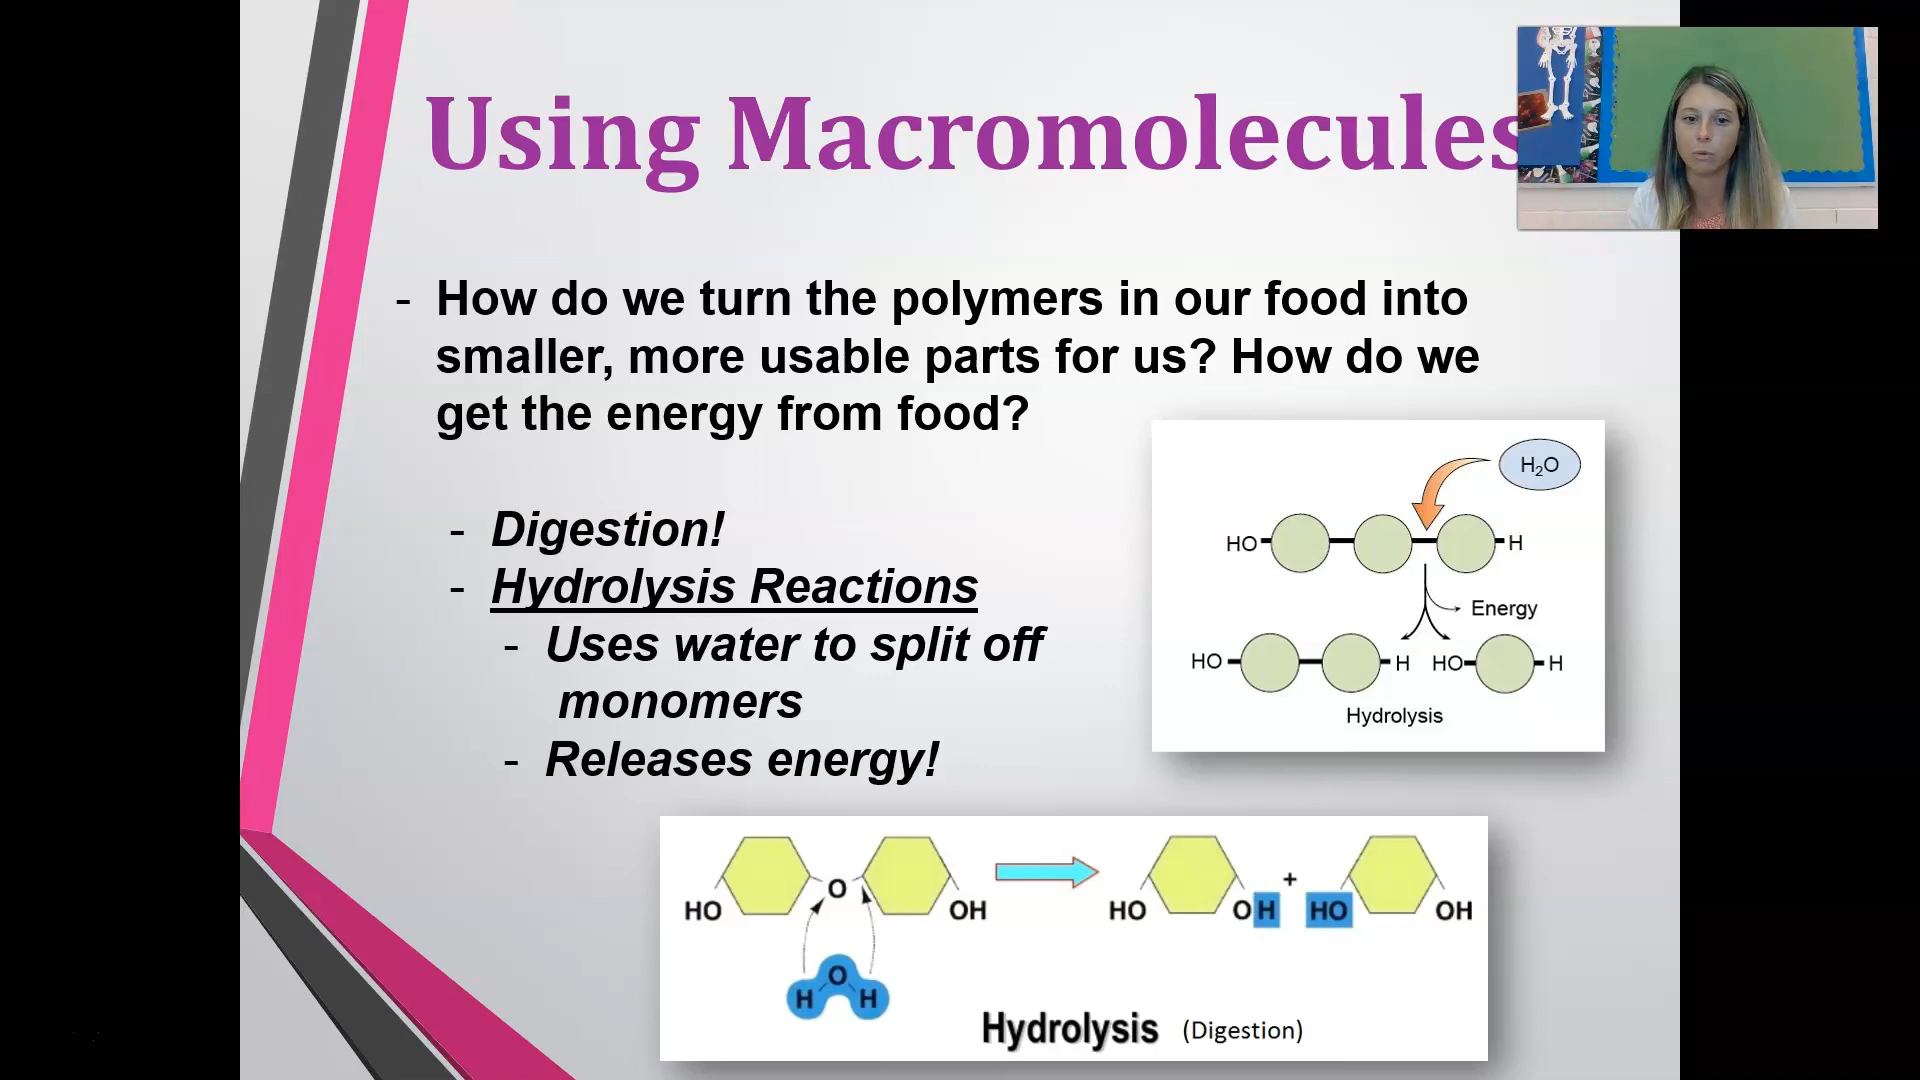 Using Macromolecules
- How do we turn the polymers in our food into
smaller, more usable parts for us? How do we
get the energy from food?
- Digestion!
- Hydrolysis Reactions
- Uses water to split off
monomers
- Releases energy!
H₂O
HO H
Energy
HO H HO H
Hydrolysis
HO O OH
H O H
HO OH + HO OH
Hydrolysis (Digestion)